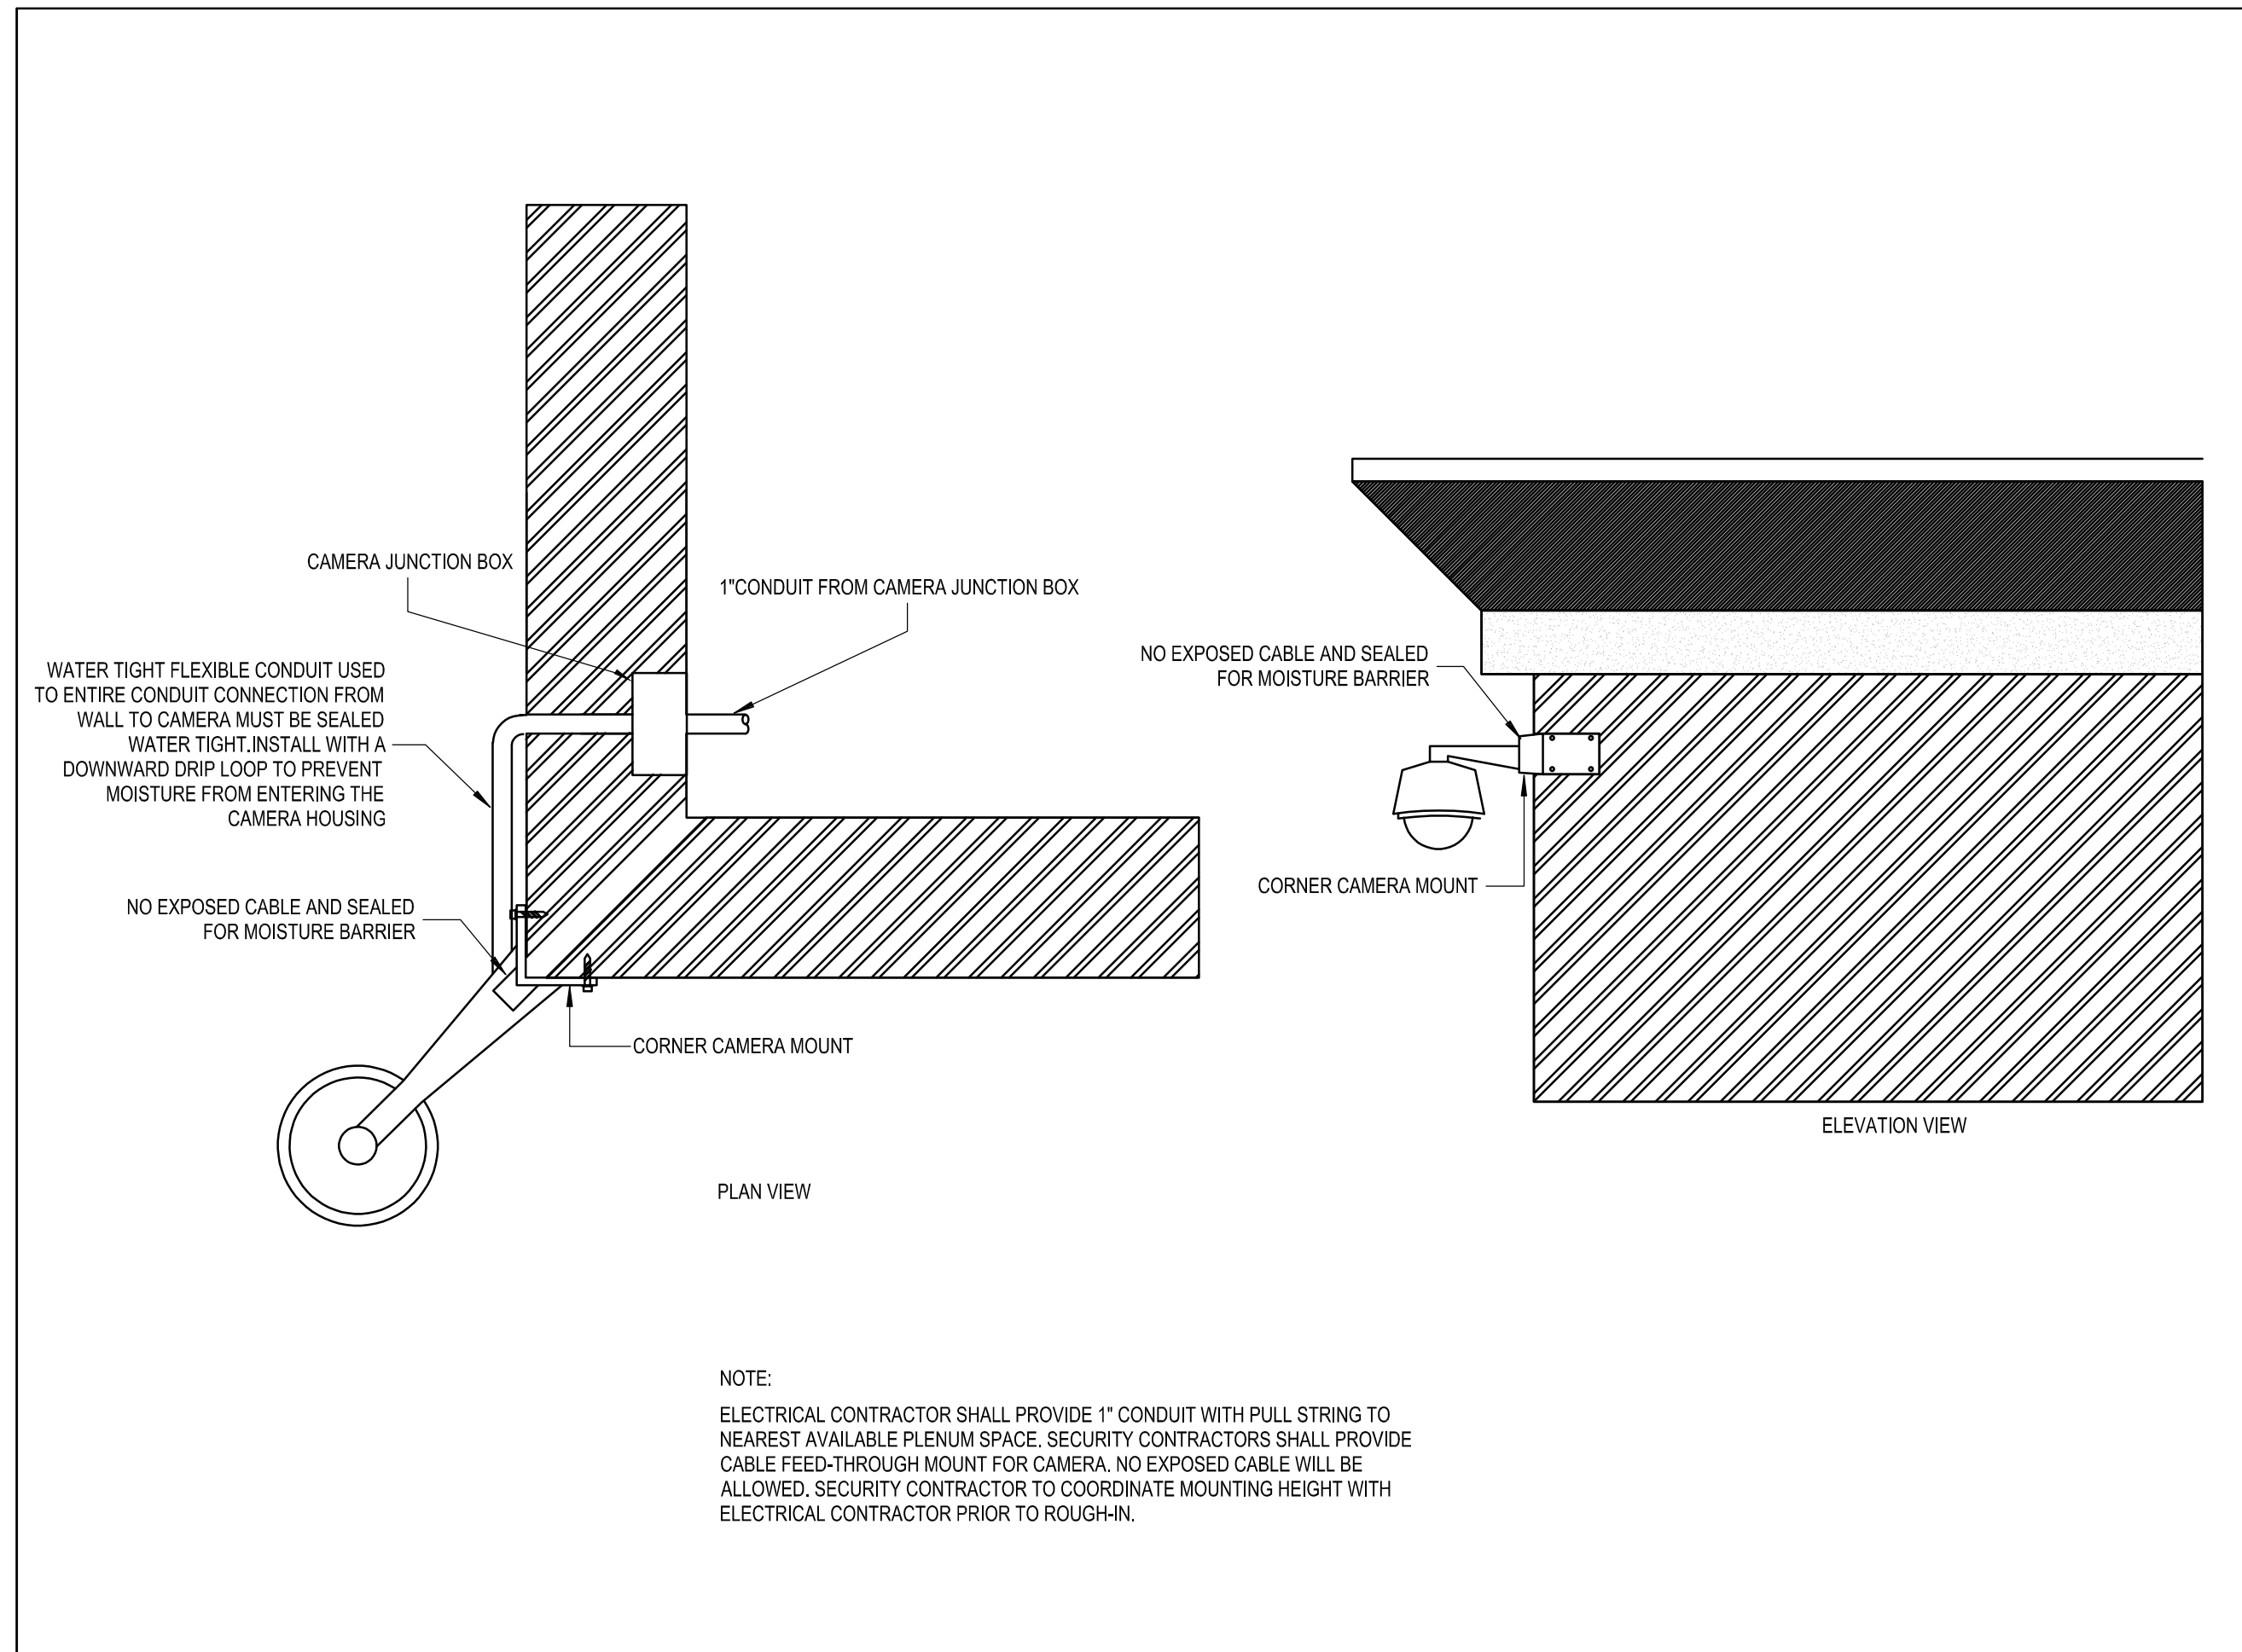 CAMERA JUNCTION BOX
1"CONDUIT FROM CAMERA JUNCTION BOX
WATER TIGHT FLEXIBLE CONDUIT USED
TO ENTIRE CONDUIT CONNECTION FROM
WALL TO CAMERA MUST BE SEALED
WATER TIGHT.INSTALL WITH A
DOWNWARD DRIP LOOP TO PREVENT
MOISTURE FROM ENTERING THE
CAMERA HOUSING
NO EXPOSED CABLE AND SEALED
FOR MOISTURE BARRIER
CORNER CAMERA MOUNT
PLAN VIEW
NO EXPOSED CABLE AND SEALED
FOR MOISTURE BARRIER
CORNER CAMERA MOUNT
ELEVATION VIEW
NOTE:
ELECTRICAL CONTRACTOR SHALL PROVIDE 1" CONDUIT WITH PULL STRING TO
NEAREST AVAILABLE PLENUM SPACE. SECURITY CONTRACTORS SHALL PROVIDE
CABLE FEED-THROUGH MOUNT FOR CAMERA. NO EXPOSED CABLE WILL BE
ALLOWED. SECURITY CONTRACTOR TO COORDINATE MOUNTING HEIGHT WITH
ELECTRICAL CONTRACTOR PRIOR TO ROUGH-IN.